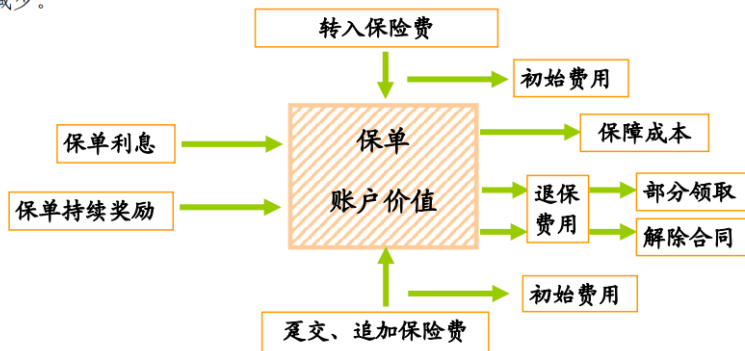 减少。
转入保险费
初始费用
保单
账户价值
保障成本
保单利息
保单持续奖励
退保
费用
部分领取
解除合同
初始费用
趸交、追加保险费